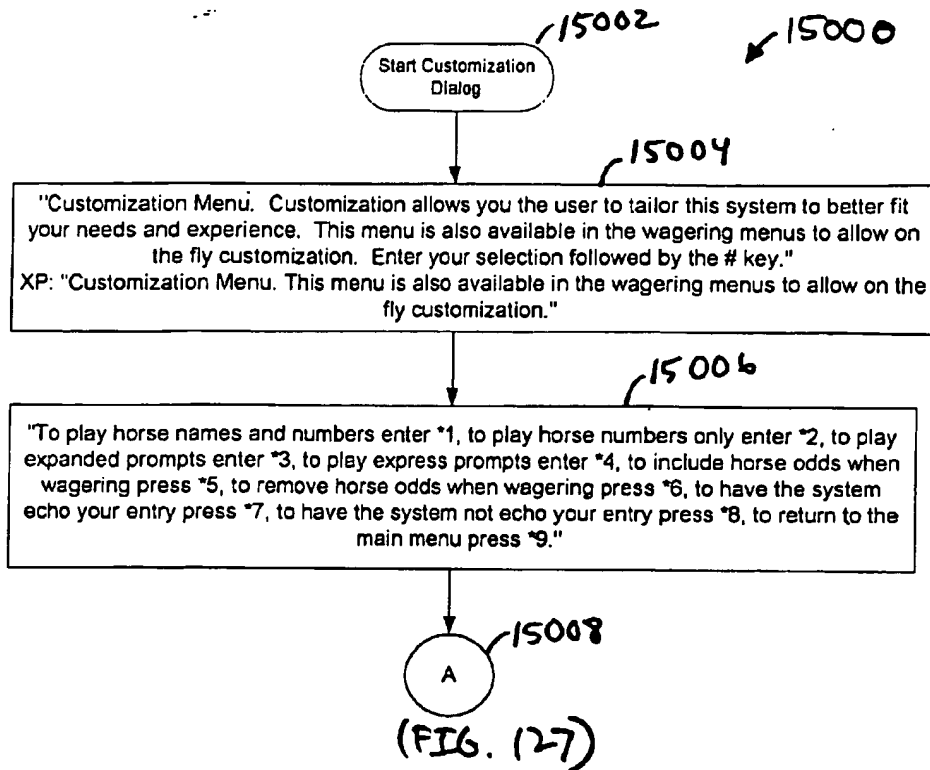 15002
15000
Start Customization
Dialog
15004
"Customization Menu. Customization allows you the user to tailor this system to better fit
your needs and experience. This menu is also available in the wagering menus to allow on
the fly customization. Enter your selection followed by the # key."
XP: "Customization Menu. This menu is also available in the wagering menus to allow on the
fly customization."
15006
"To play horse names and numbers enter *1, to play horse numbers only enter *2, to play
expanded prompts enter *3, to play express prompts enter *4, to include horse odds when
wagering press *5, to remove horse odds when wagering press *6, to have the system
echo your entry press *7, to have the system not echo your entry press *8, to return to the
main menu press *9."
15008
A
(FIG. 127)